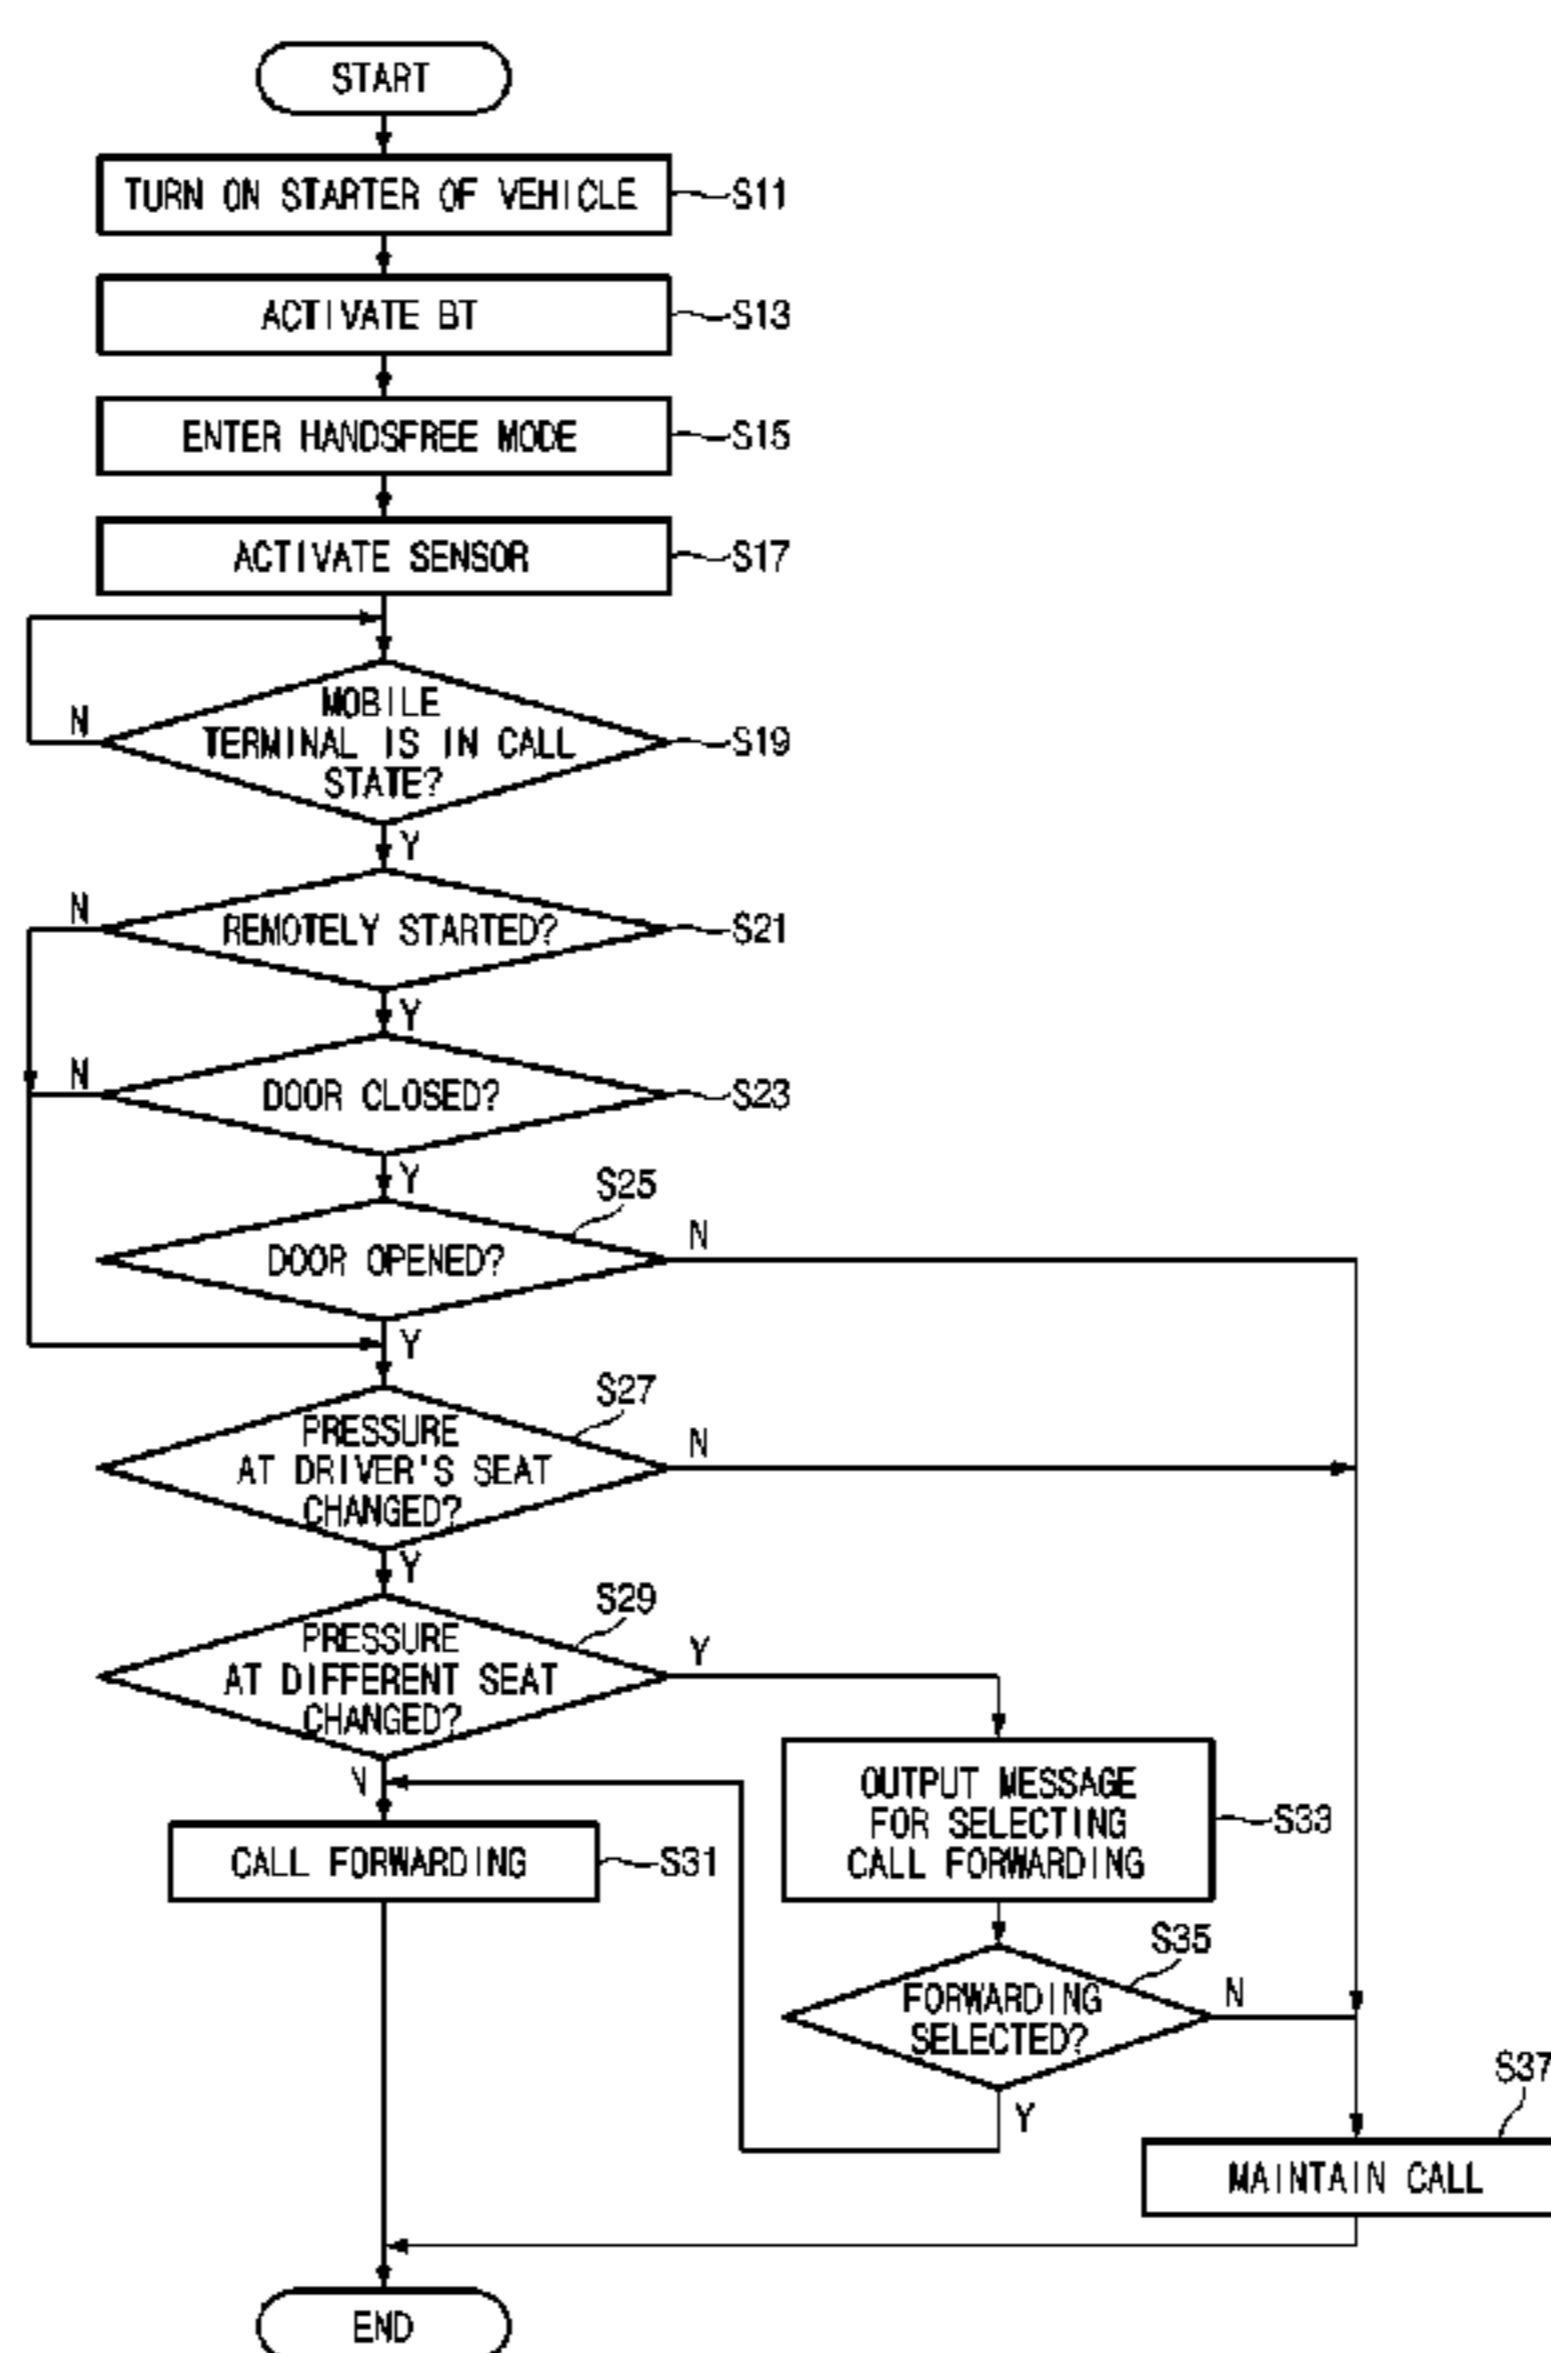 START
TURN ON STARTER OF VEHICLE
S11
ACTIVATE BT
S13
ENTER HANDSFREE MODE
S15
ACTIVATE SENSOR
S17
MOBILE
TERMINAL IS IN CALL
STATE?
N
S19
Y
REMOTELY STARTED?
N
S21
Y
DOOR CLOSED?
N
S23
Y
S25
DOOR OPENED?
N
Y
S27
PRESSURE
AT DRIVER'S SEAT
CHANGED?
N
Y
S29
PRESSURE
AT DIFFERENT SEAT
CHANGED?
Y
N
OUTPUT MESSAGE
FOR SELECTING
CALL FORWARDING
S33
CALL FORWARDING
S31
S35
FORWARDING
SELECTED?
N
Y
S37
MAINTAIN CALL
END